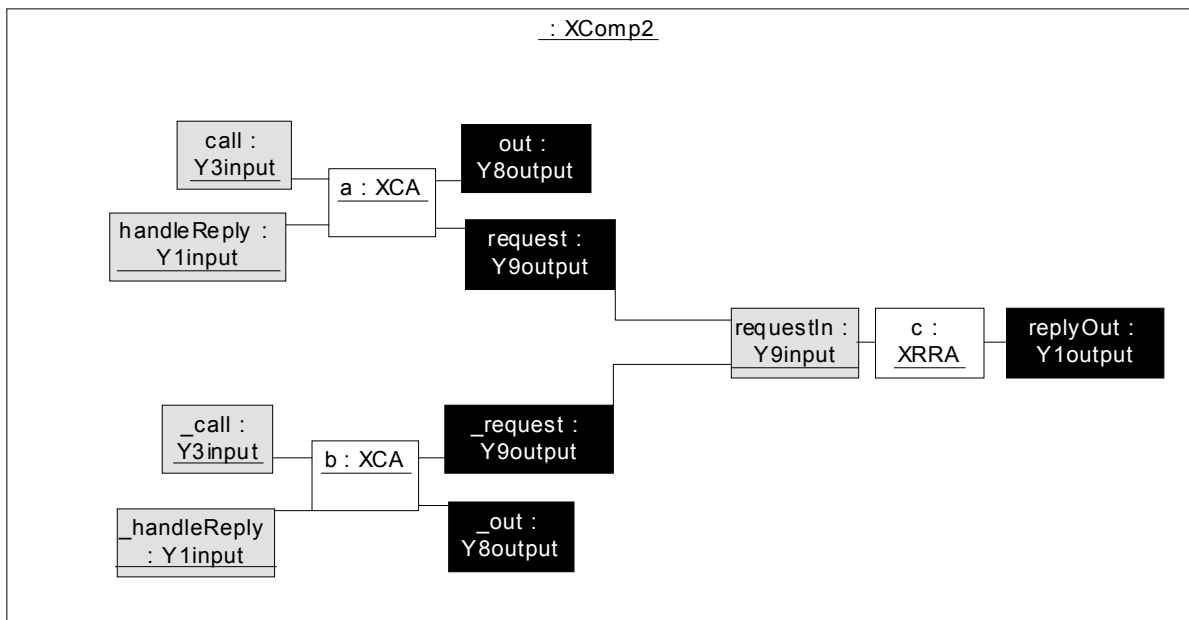 : XComp2
call :
Y3input
out :
Y8output
a : XCA
handleReply :
Y1input
request :
Y9output
requestIn :
Y9input
c :
XRRA
replyOut :
Y1output
_call :
Y3input
_request :
Y9output
b : XCA
_handleReply
: Y1input
_out :
Y8output